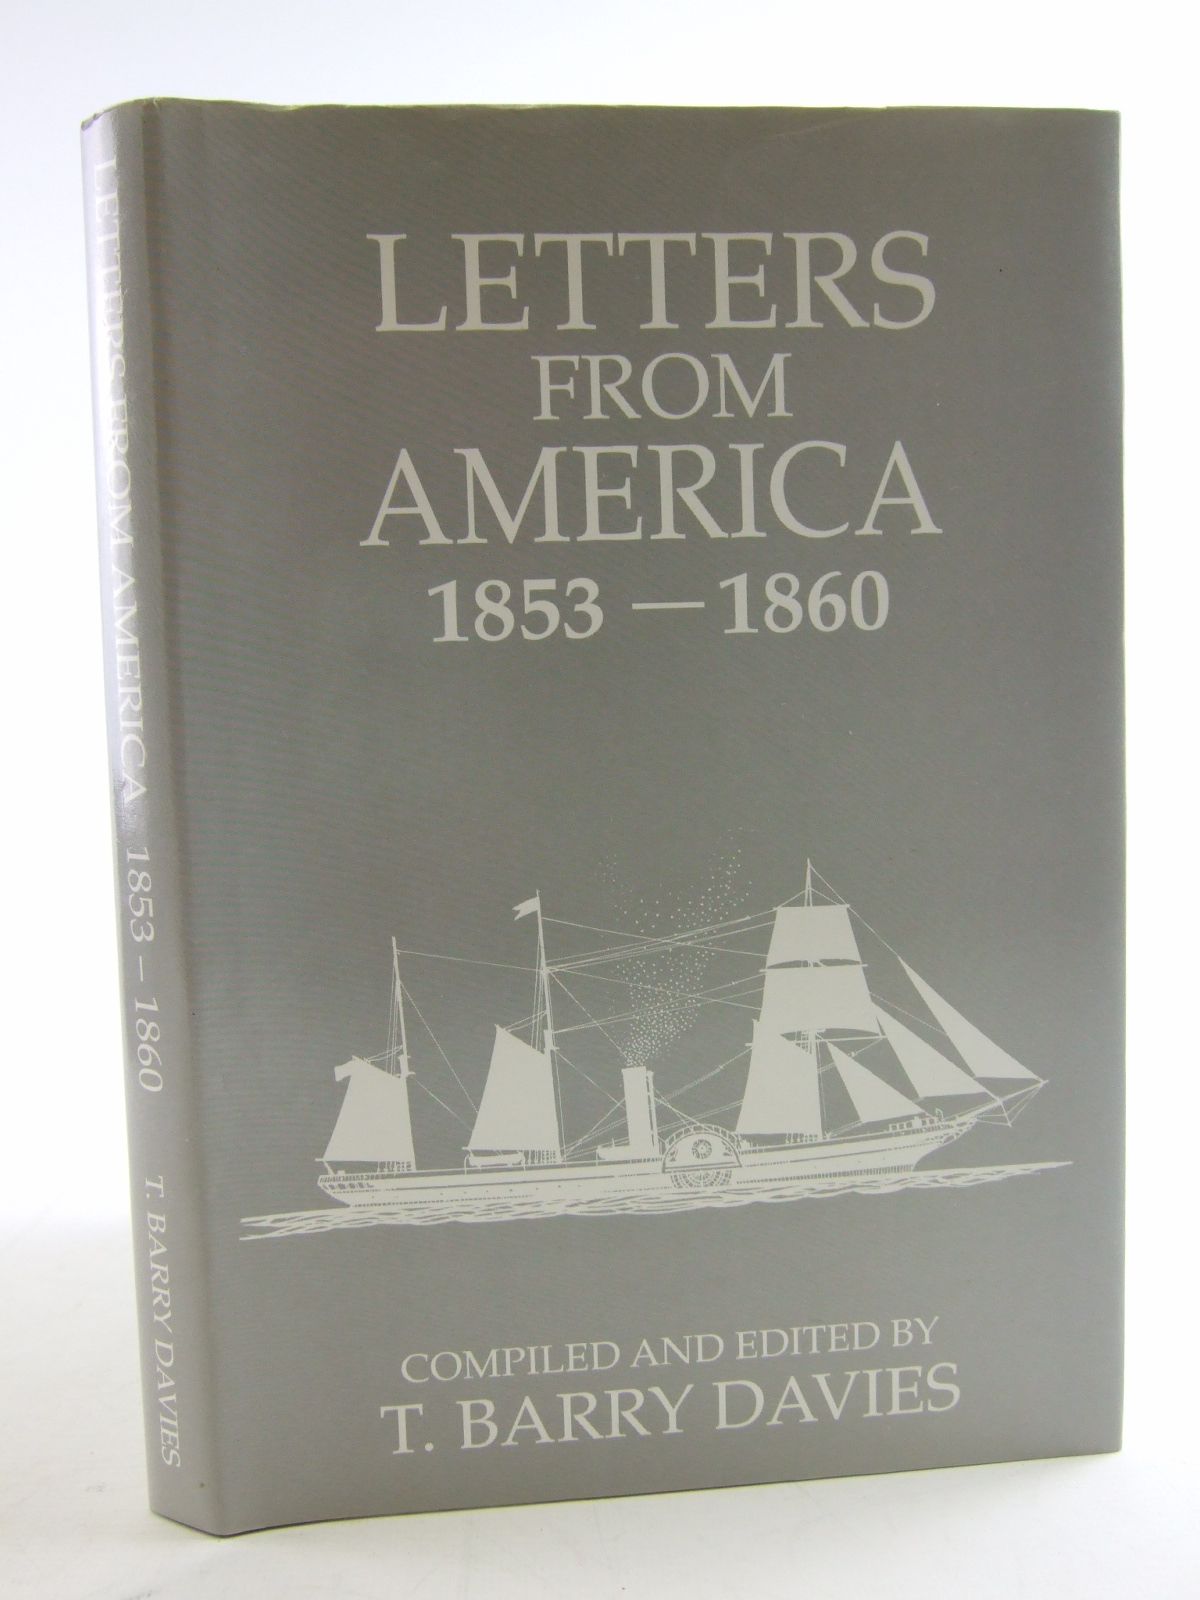 LETTERS
FROM
AMERICA
1853 – 1860
COMPILED AND EDITED BY
T. BARRY DAVIES
LETTERS FROM AMERICA 1853 – 1860 T. BARRY DAVIES